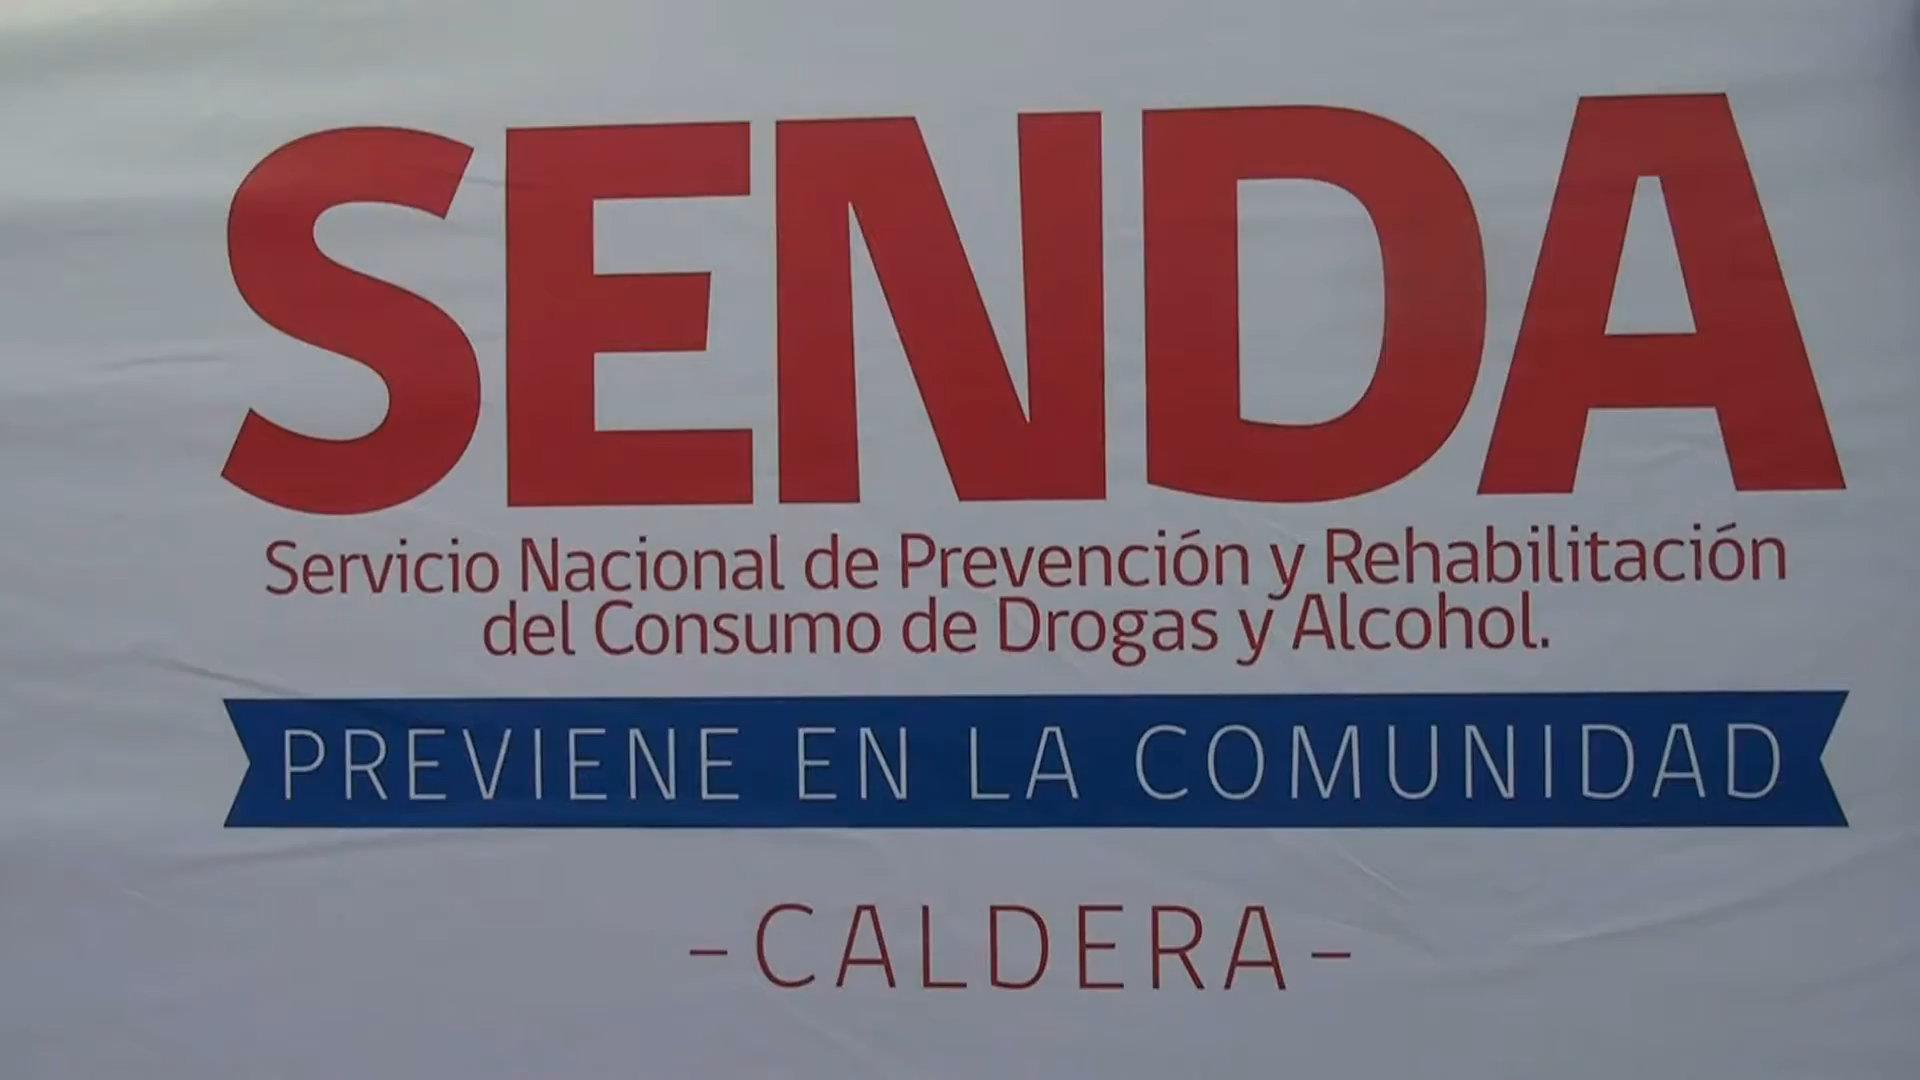 SENDA
Servicio Nacional de Prevención y Rehabilitación
del Consumo de Drogas y Alcohol.
PREVIENE EN LA COMUNIDAD
-CALDERA-